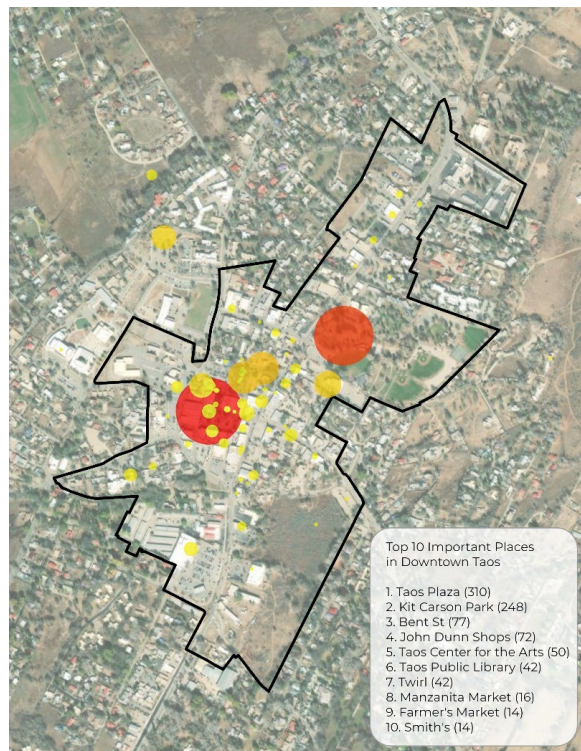 Top 10 Important Places
in Downtown Taos
1. Taos Plaza (310)
2. Kit Carson Park (248)
3. Bent St (77)
4. John Dunn Shops (72)
5. Taos Center for the Arts (50)
6. Taos Public Library (42)
7. Twirl (42)
8. Manzanita Market (16)
9. Farmer's Market (14)
10. Smith's (14)